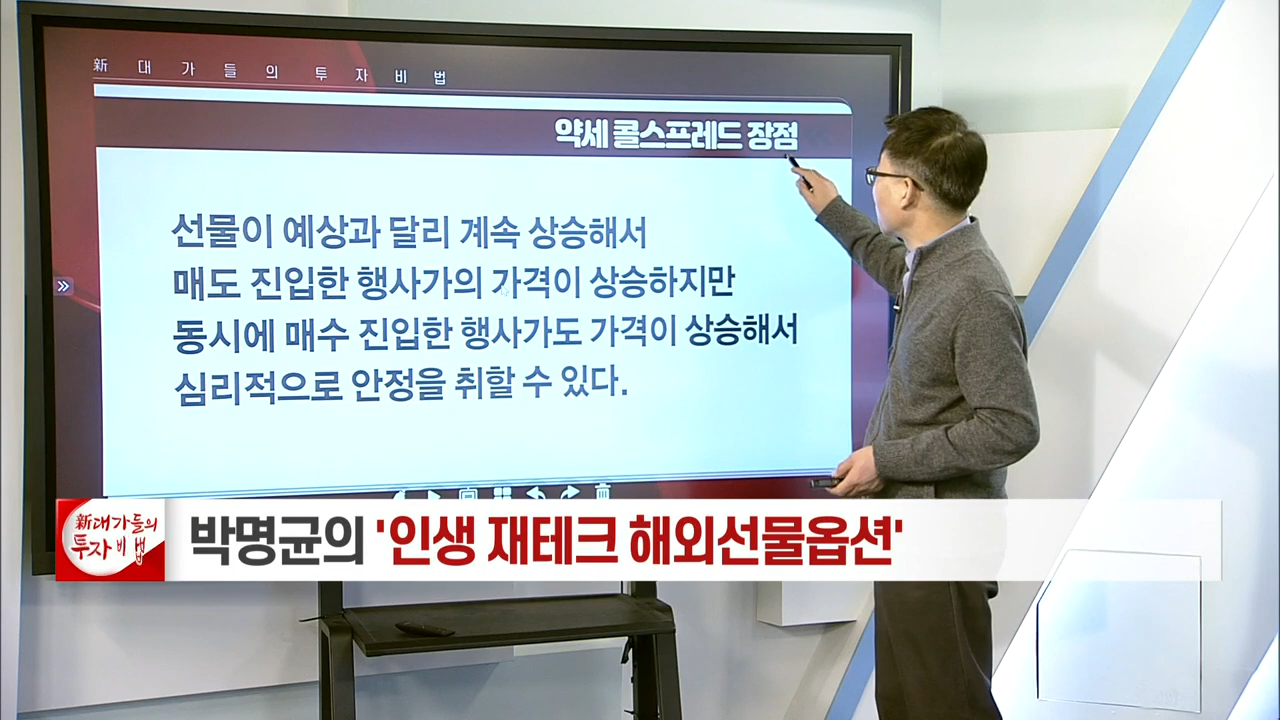 新 대 가 들 의 투 자 비 법
약세 콜스프레드 장점
선물이 예상과 달리 계속 상승해서
매도 진입한 행사가의 가격이 상승하지만
동시에 매수 진입한 행사가도 가격이 상승해서
심리적으로 안정을 취할 수 있다.
新대가들의
투자비법
박명균의 '인생 재테크 해외선물옵션'